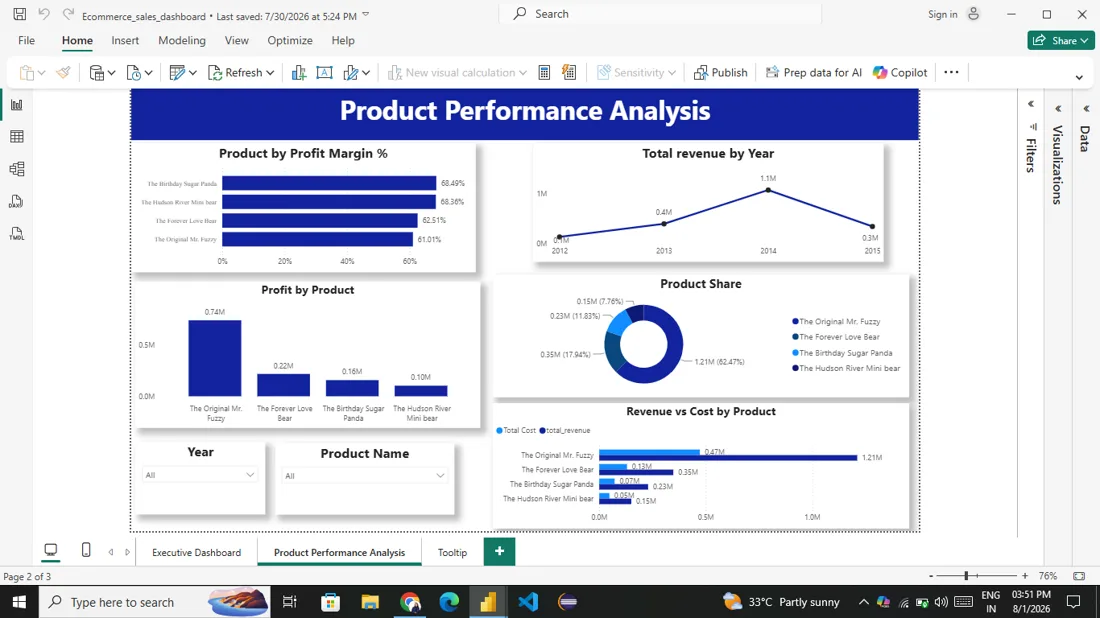 Ecommerce_sales_dashboard • Last saved: 7/30/2026 at 5:24 PM
Search
Sign in
File Home Insert Modeling View Optimize Help
Share
Refresh
New visual calculation
Sensitivity
Publish
Prep data for AI
Copilot
Product Performance Analysis
Product by Profit Margin %
The Birthday Sugar Panda 68.49%
The Hudson River Mini bear 68.36%
The Forever Love Bear 62.51%
The Original Mr. Fuzzy 61.01%
0% 20% 40% 60%
Total revenue by Year
1M
0M
0.1M 0.4M 1.1M 0.3M
2012 2013 2014 2015
Profit by Product
0.5M
0.0M
0.74M 0.22M 0.16M 0.10M
The Original Mr. Fuzzy
The Forever Love Bear
The Birthday Sugar Panda
The Hudson River Mini bear
Product Share
0.15M (7.76%)
0.23M (11.83%)
0.35M (17.94%)
1.21M (62.47%)
The Original Mr. Fuzzy
The Forever Love Bear
The Birthday Sugar Panda
The Hudson River Mini bear
Year
All
Product Name
All
Revenue vs Cost by Product
Total Cost total_revenue
The Original Mr. Fuzzy 0.47M 1.21M
The Forever Love Bear 0.13M 0.35M
The Birthday Sugar Panda 0.07M 0.23M
The Hudson River Mini bear 0.05M 0.15M
0.0M 0.5M 1.0M
Filters
Visualizations
Data
DAX
TMDL
Executive Dashboard
Product Performance Analysis
Tooltip
+
Page 2 of 3
- + 76%
Type here to search
33°C Partly sunny
ENG
IN
03:51 PM
8/1/2026